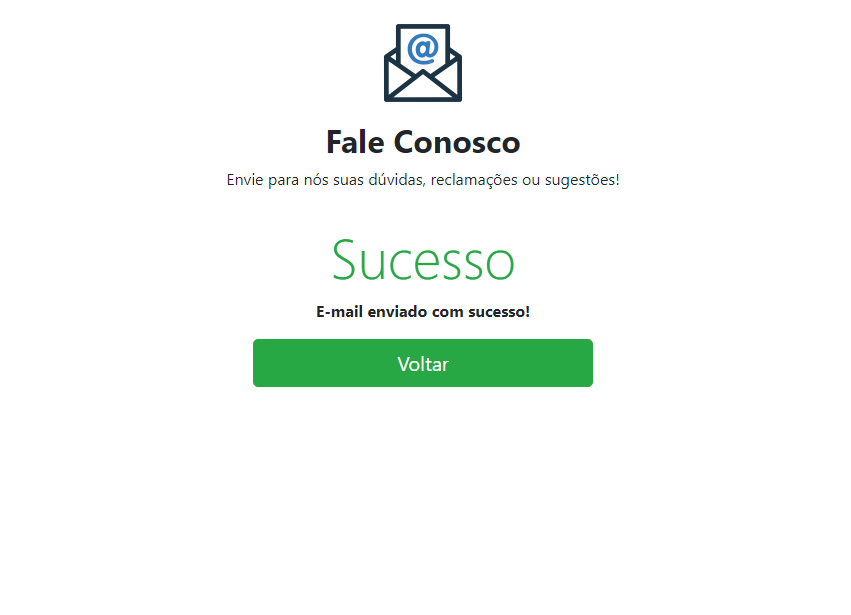 @
Fale Conosco
Envie para nós suas dúvidas, reclamações ou sugestões!
Sucesso
E-mail enviado com sucesso!
Voltar